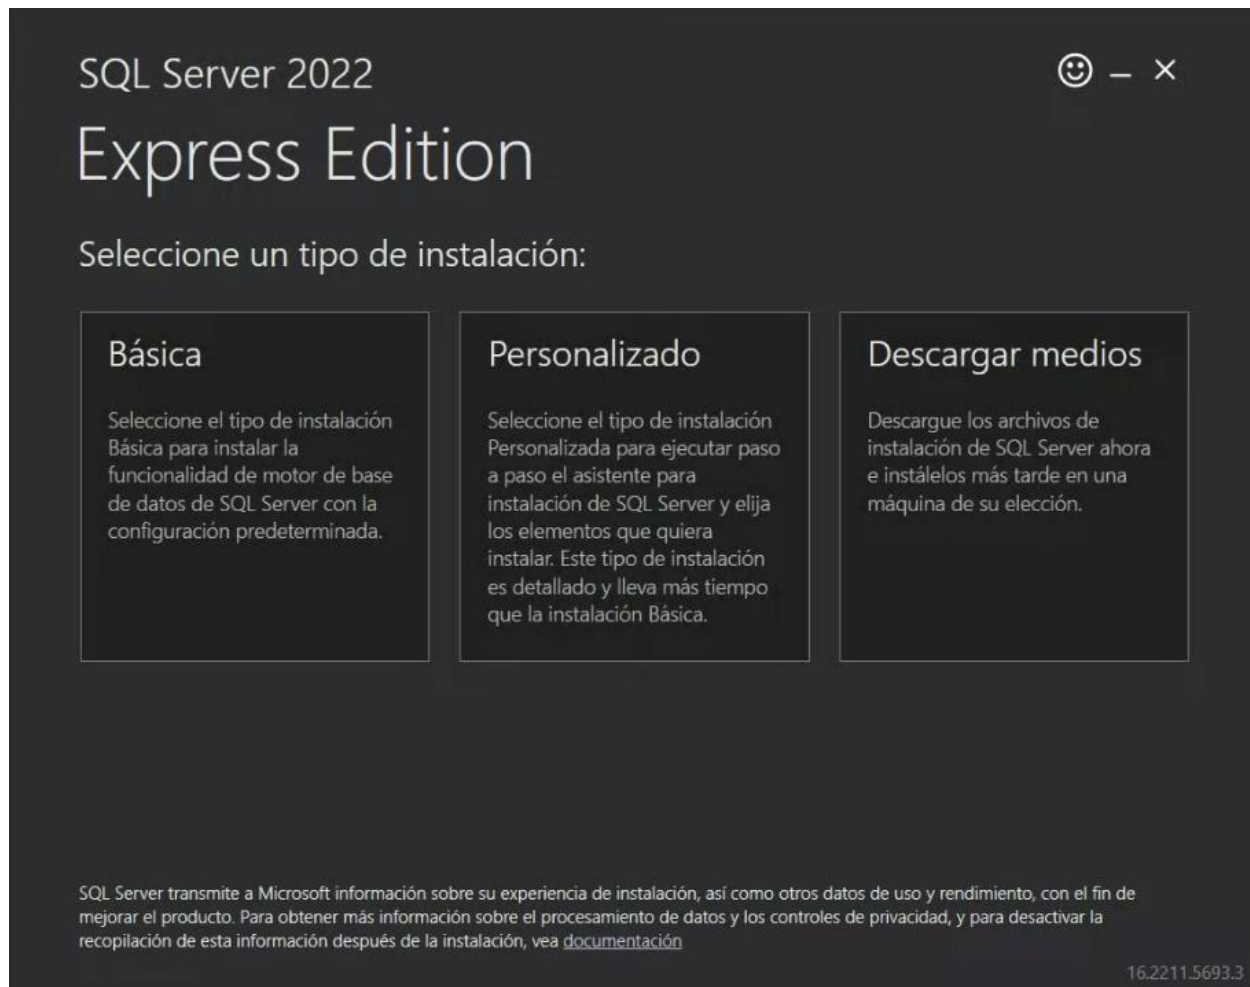 SQL Server 2022
Express Edition
Seleccione un tipo de instalación:
Básica
Seleccione el tipo de instalación
Básica para instalar la
funcionalidad de motor de base
de datos de SQL Server con la
configuración predeterminada.
Personalizado
Seleccione el tipo de instalación
Personalizada para ejecutar paso
a paso el asistente para
instalación de SQL Server y elija
los elementos que quiera
instalar. Este tipo de instalación
es detallado y lleva más tiempo
que la instalación Básica.
Descargar medios
Descargue los archivos de
instalación de SQL Server ahora
e instálelos más tarde en una
máquina de su elección.
SQL Server transmite a Microsoft información sobre su experiencia de instalación, así como otros datos de uso y rendimiento, con el fin de
mejorar el producto. Para obtener más información sobre el procesamiento de datos y los controles de privacidad, y para desactivar la
recopilación de esta información después de la instalación, vea documentación
16.2211.5693.3